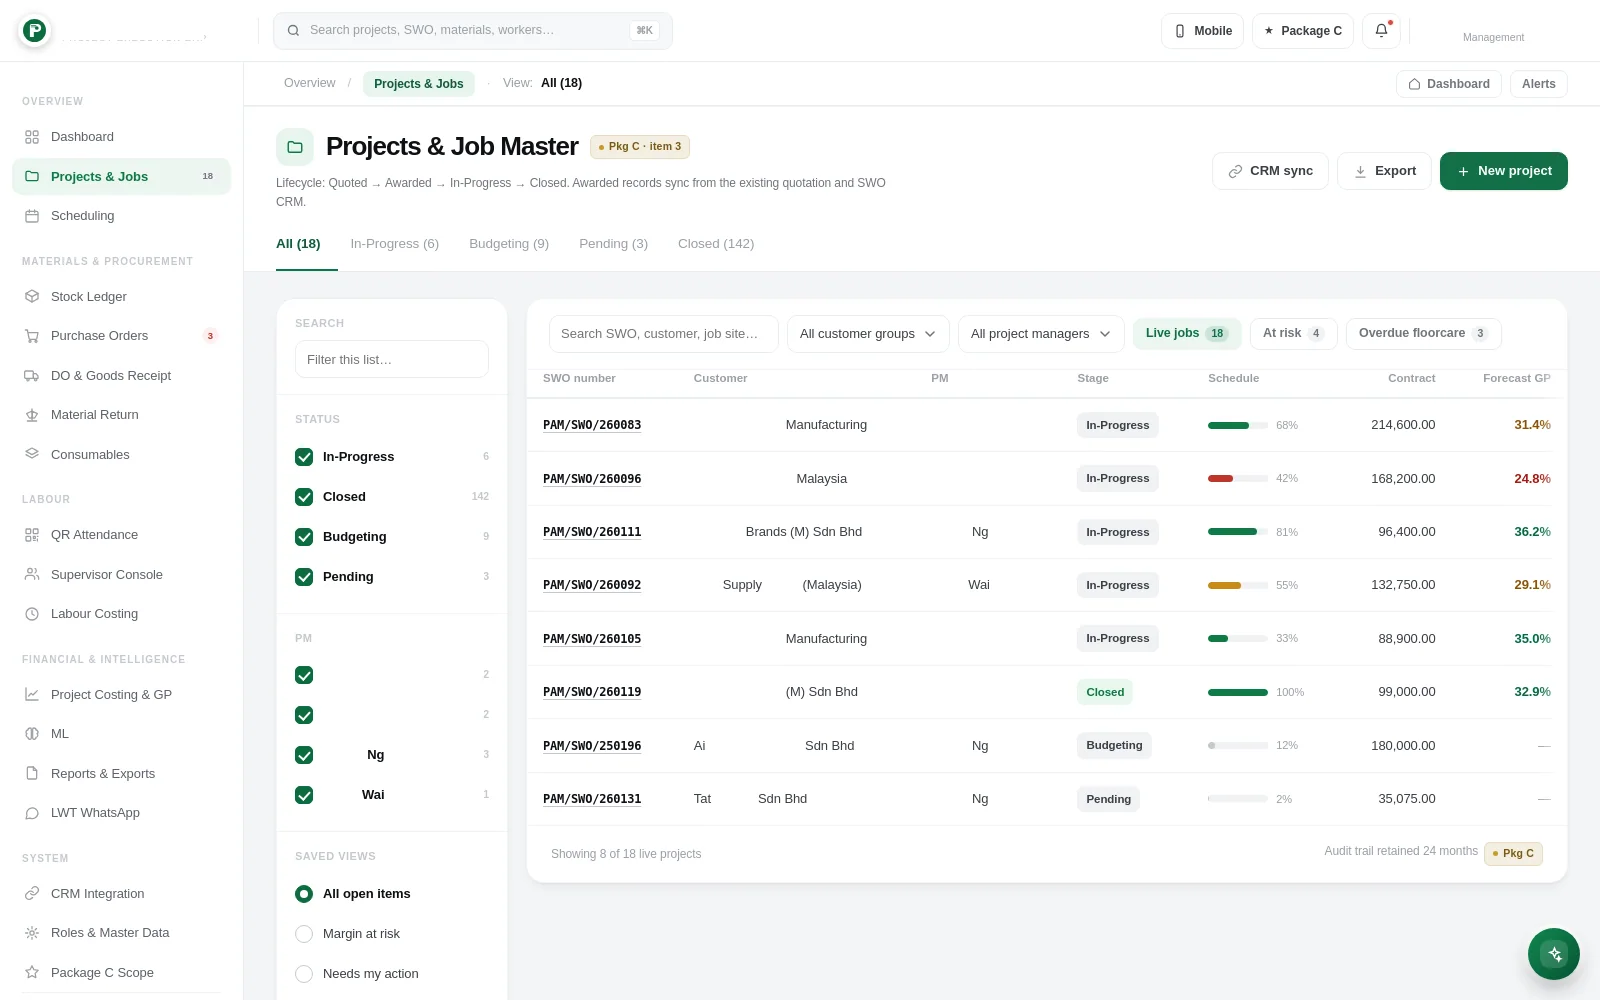 Search projects, SWO, materials, workers…
⌘K
Mobile
Package C
Management
OVERVIEW
Dashboard
Projects & Jobs 18
Scheduling
MATERIALS & PROCUREMENT
Stock Ledger
Purchase Orders 3
DO & Goods Receipt
Material Return
Consumables
LABOUR
QR Attendance
Supervisor Console
Labour Costing
FINANCIAL & INTELLIGENCE
Project Costing & GP
ML
Reports & Exports
LWT WhatsApp
SYSTEM
CRM Integration
Roles & Master Data
Package C Scope
Overview / Projects & Jobs · View: All (18)
Dashboard
Alerts
Projects & Job Master
Pkg C · item 3
Lifecycle: Quoted → Awarded → In-Progress → Closed. Awarded records sync from the existing quotation and SWO
CRM.
CRM sync
Export
New project
All (18) In-Progress (6) Budgeting (9) Pending (3) Closed (142)
SEARCH
Filter this list…
STATUS
In-Progress 6
Closed 142
Budgeting 9
Pending 3
PM
2
2
Ng 3
Wai 1
SAVED VIEWS
All open items
Margin at risk
Needs my action
Search SWO, customer, job site…
All customer groups
All project managers
Live jobs 18
At risk 4
Overdue floorcare 3
SWO number Customer PM Stage Schedule Contract Forecast GP
PAM/SWO/260083 Manufacturing In-Progress 68% 214,600.00 31.4%
PAM/SWO/260096 Malaysia In-Progress 42% 168,200.00 24.8%
PAM/SWO/260111 Brands (M) Sdn Bhd Ng In-Progress 81% 96,400.00 36.2%
PAM/SWO/260092 Supply (Malaysia) Wai In-Progress 55% 132,750.00 29.1%
PAM/SWO/260105 Manufacturing In-Progress 33% 88,900.00 35.0%
PAM/SWO/260119 (M) Sdn Bhd Closed 100% 99,000.00 32.9%
PAM/SWO/250196 Ai Sdn Bhd Ng Budgeting 12% 180,000.00 —
PAM/SWO/260131 Tat Sdn Bhd Ng Pending 2% 35,075.00 —
Showing 8 of 18 live projects
Audit trail retained 24 months Pkg C